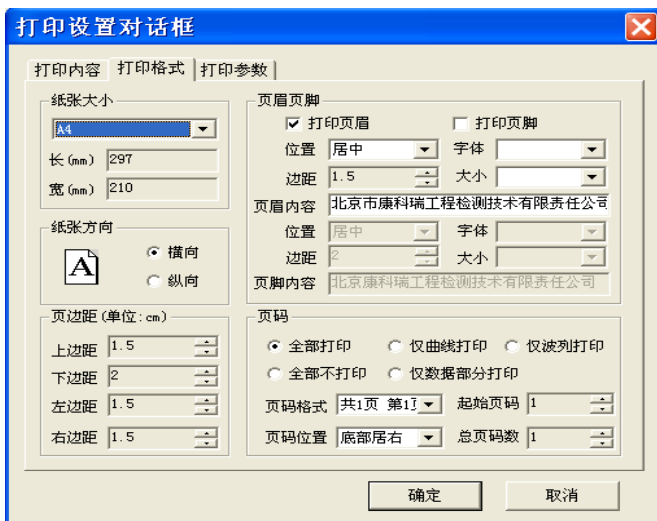 打印设置对话框
打印内容 打印格式 打印参数
纸张大小
A4
长(mm) 297
宽(mm) 210
纸张方向
A
横向
纵向
页边距(单位:cm)
上边距 1.5
下边距 2
左边距 1.5
右边距 1.5
页眉页脚
打印页眉 打印页脚
位置 居中 字体
边距 1.5 大小
页眉内容 北京市康科瑞工程检测技术有限责任公司
位置 居中 字体
边距 2 大小
页脚内容 北京康科瑞工程检测技术有限责任公司
页码
全部打印 仅曲线打印 仅波列打印
全部不打印 仅数据部分打印
页码格式 共1页 第1 起始页码 1
页码位置 底部居右 总页码数 1
确定 取消